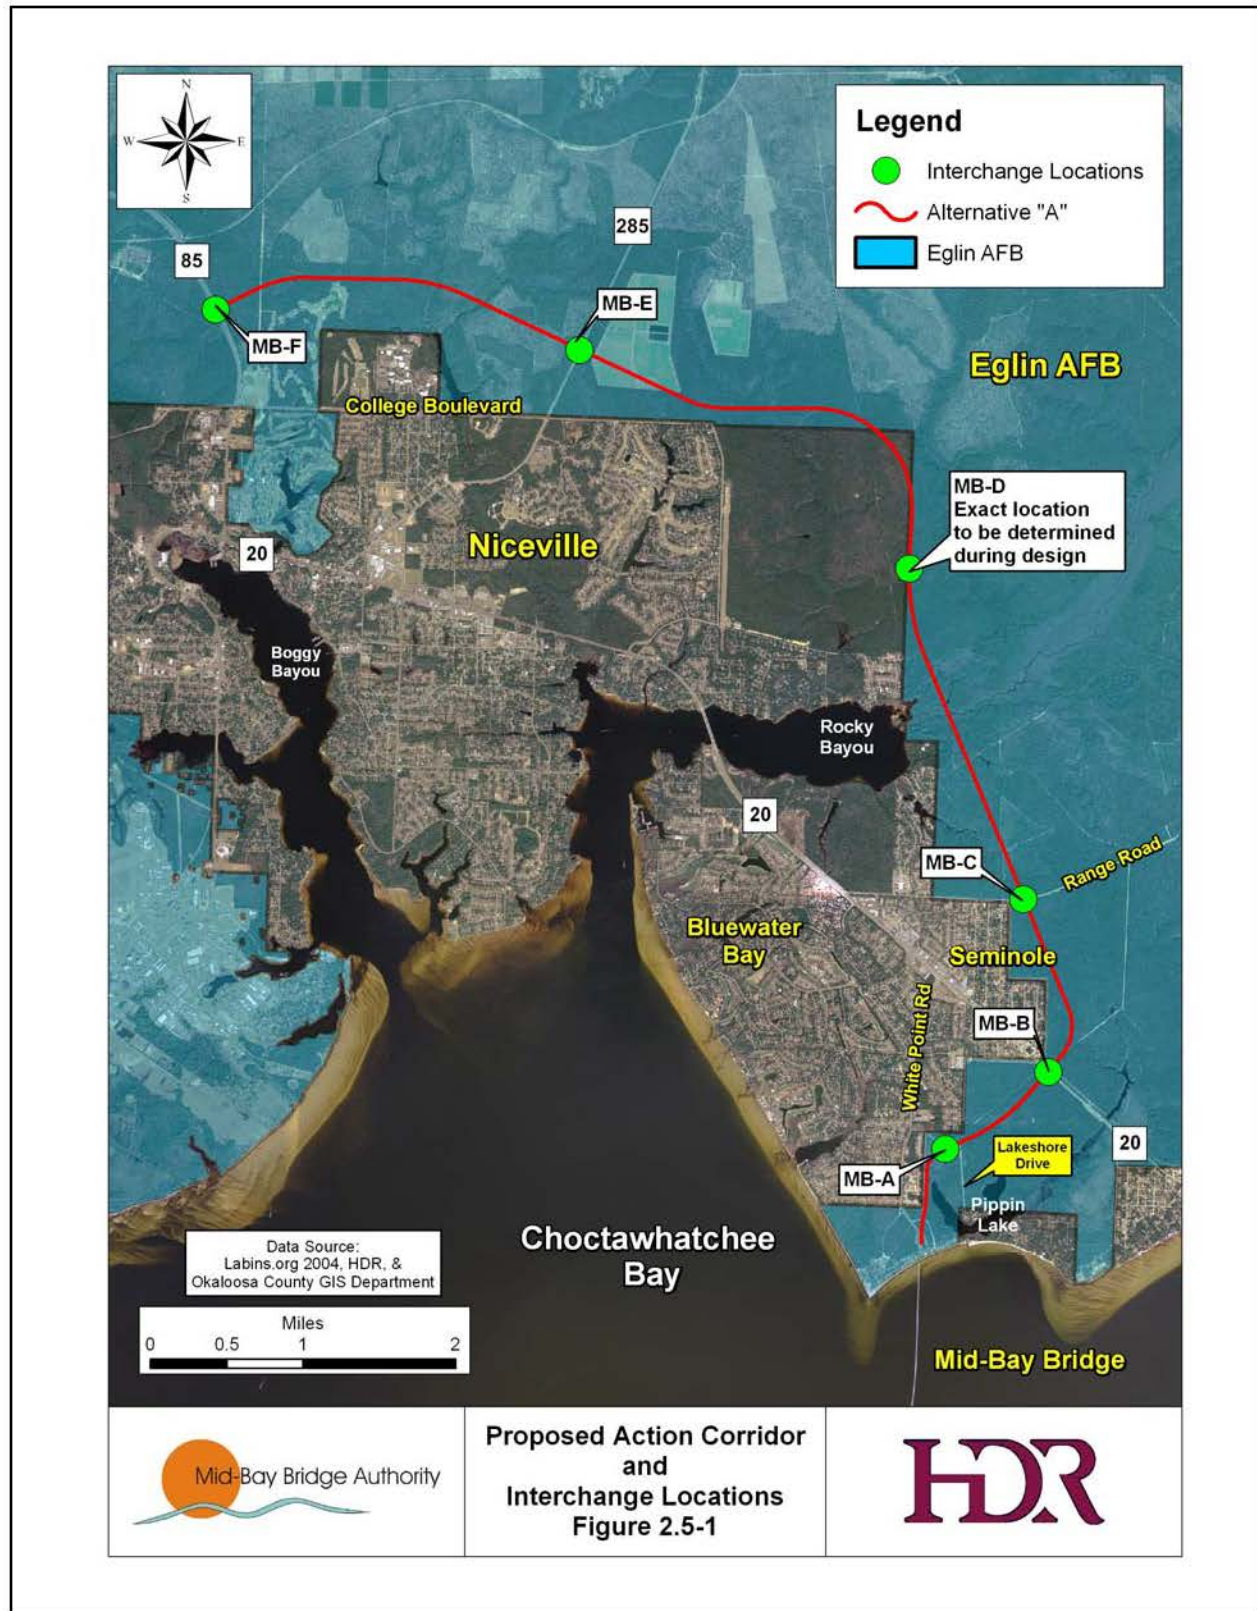 N
W
E
S
Legend
Interchange Locations
Alternative "A"
Eglin AFB
285
85
MB-E
MB-F
Eglin AFB
College Boulevard
MB-D
Exact location
to be determined
during design
Niceville
20
Boggy
Bayou
Rocky
Bayou
20
MB-C
Range Road
Bluewater
Bay
Seminole
White Point Rd
MB-B
20
Lakeshore
Drive
MB-A
Pippin
Lake
Choctawhatchee
Bay
Data Source:
Labins.org 2004, HDR, &
Okaloosa County GIS Department
Miles
0 0.5 1 2
Mid-Bay Bridge
Mid-Bay Bridge Authority
Proposed Action Corridor
and
Interchange Locations
Figure 2.5-1
HDR